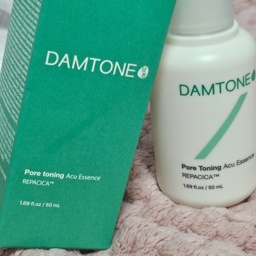 DAMTONE
Pore toning Acu Essence
REPACICA™
1.69 fl.oz / 50 mL
DAMTONE
Pore Toning Acu Essence
REPACICA™
1.69 fl.oz / 50 mL